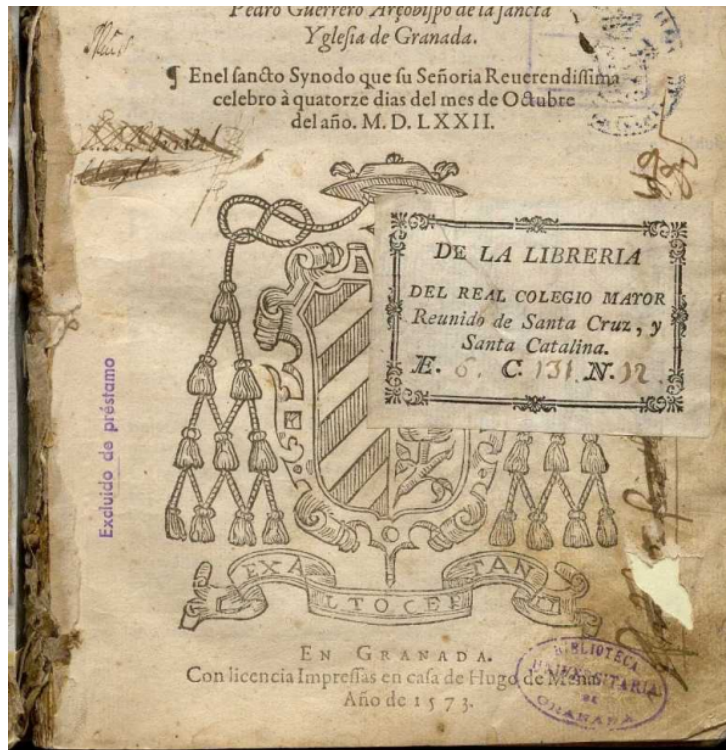 Pedro Guerrero Arçobiſpo de la ſancta
Ygleſia de Granada.
¶ Enel ſancto Synodo que ſu Señoria Reuerendiſſima
celebro à quatorze dias del mes de Octubre
del año. M. D. LXXII.
DE LA LIBRERIA
DEL REAL COLEGIO MAYOR
Reunido de Santa Cruz, y
Santa Catalina.
E. 6. C. 131. N. 12.
Excluido de préstamo
EXA LTO CEP TAN
EN GRANADA.
Con licencia Impreſſas en caſa de Hugo de Mena.
Año de 1573.
BIBLIOTECA
UNIVERSITARIA
DE
GRANADA